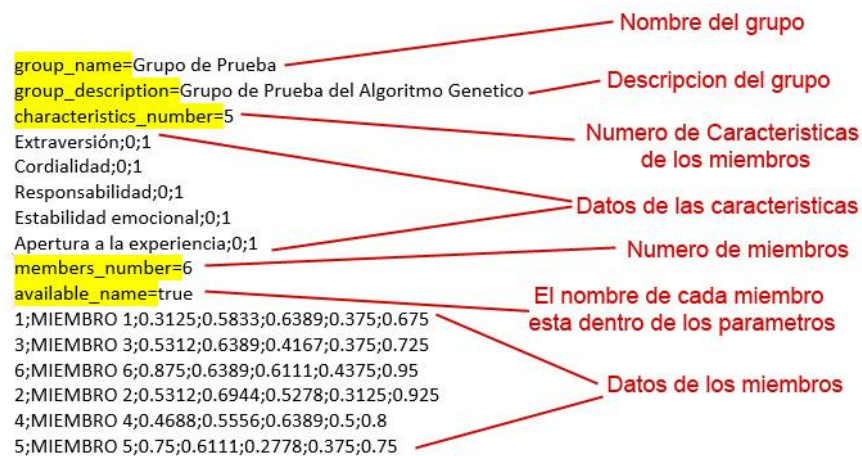 Nombre del grupo
group_name=Grupo de Prueba
group_description=Grupo de Prueba del Algoritmo Genetico
Descripcion del grupo
characteristics_number=5
Numero de Caracteristicas
de los miembros
Extraversión;0;1
Cordialidad;0;1
Responsabilidad;0;1
Estabilidad emocional;0;1
Apertura a la experiencia;0;1
Datos de las caracteristicas
members_number=6
Numero de miembros
available_name=true
El nombre de cada miembro
esta dentro de los parametros
1;MIEMBRO 1;0.3125;0.5833;0.6389;0.375;0.675
3;MIEMBRO 3;0.5312;0.6389;0.4167;0.375;0.725
6;MIEMBRO 6;0.875;0.6389;0.6111;0.4375;0.95
2;MIEMBRO 2;0.5312;0.6944;0.5278;0.3125;0.925
4;MIEMBRO 4;0.4688;0.5556;0.6389;0.5;0.8
5;MIEMBRO 5;0.75;0.6111;0.2778;0.375;0.75
Datos de los miembros